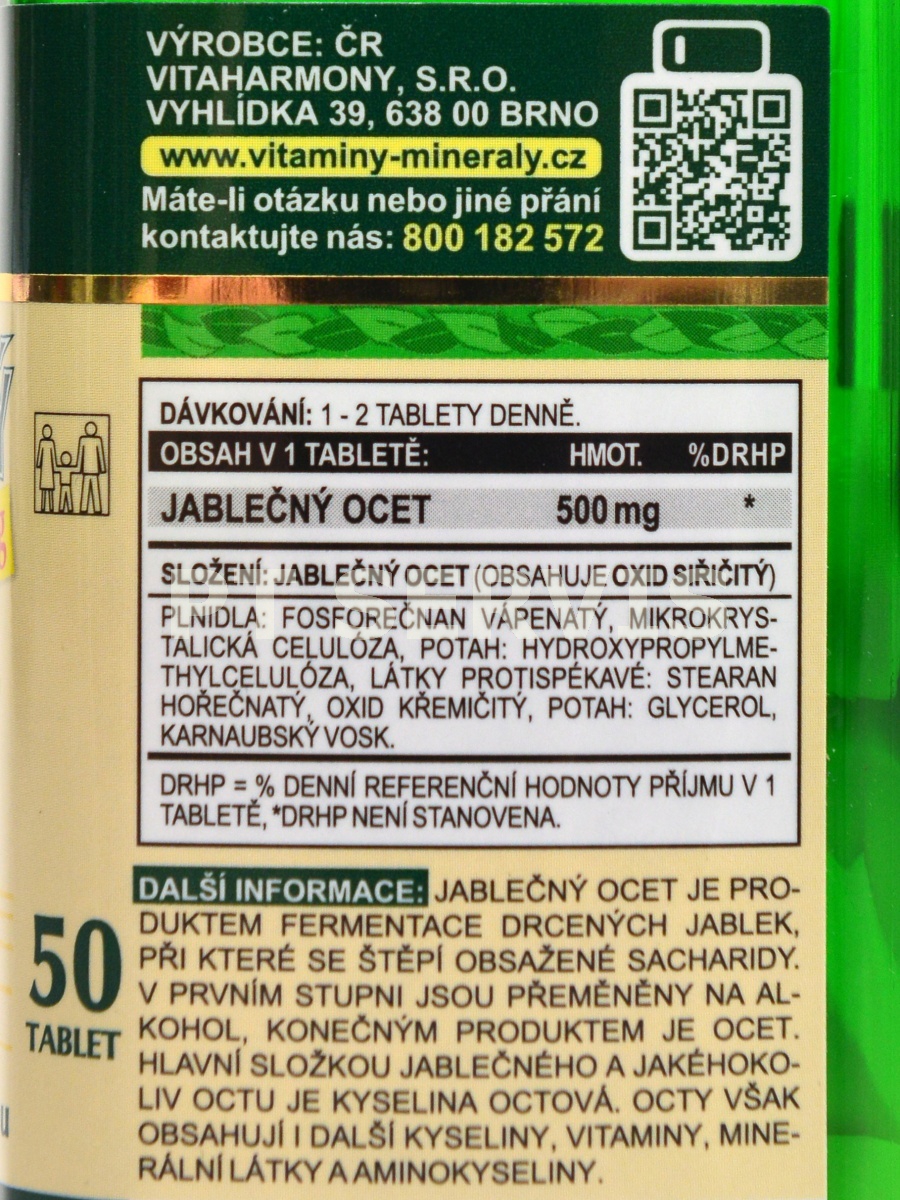 VÝROBCE: ČR
VITAHARMONY, S.R.O.
VYHLÍDKA 39, 638 00 BRNO
www.vitaminy-mineraly.cz
Máte-li otázku nebo jiné přání
kontaktujte nás: 800 182 572
DÁVKOVÁNÍ: 1 - 2 TABLETY DENNĚ.
OBSAH V 1 TABLETĚ: HMOT. %DRHP
JABLEČNÝ OCET 500 mg *
SLOŽENÍ: JABLEČNÝ OCET (OBSAHUJE OXID SIŘIČITÝ)
PLNIDLA: FOSFOREČNAN VÁPENATÝ, MIKROKRYS-
TALICKÁ CELULÓZA, POTAH: HYDROXYPROPYLME-
THYLCELULÓZA, LÁTKY PROTISPÉKAVÉ: STEARAN
HOŘEČNATÝ, OXID KŘEMIČITÝ, POTAH: GLYCEROL,
KARNAUBSKÝ VOSK.
DRHP = % DENNÍ REFERENČNÍ HODNOTY PŘÍJMU V 1
TABLETĚ, *DRHP NENÍ STANOVENA.
DALŠÍ INFORMACE: JABLEČNÝ OCET JE PRO-
DUKTEM FERMENTACE DRCENÝCH JABLEK,
PŘI KTERÉ SE ŠTĚPÍ OBSAŽENÉ SACHARIDY.
V PRVNÍM STUPNI JSOU PŘEMĚNĚNY NA AL-
KOHOL, KONEČNÝM PRODUKTEM JE OCET.
HLAVNÍ SLOŽKOU JABLEČNÉHO A JAKÉHOKO-
LIV OCTU JE KYSELINA OCTOVÁ. OCTY VŠAK
OBSAHUJÍ I DALŠÍ KYSELINY, VITAMINY, MINE-
RÁLNÍ LÁTKY A AMINOKYSELINY.
50
TABLET